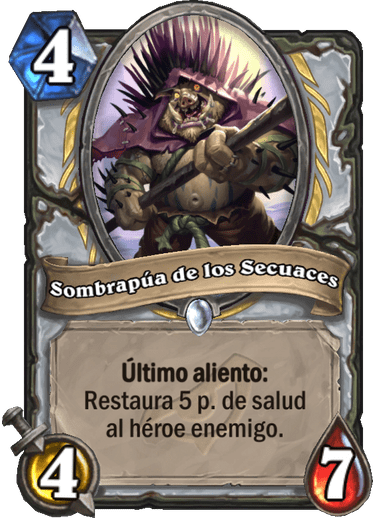 4
Sombrapúa de los Secuaces
Último aliento:
Restaura 5 p. de salud
al héroe enemigo.
4
7